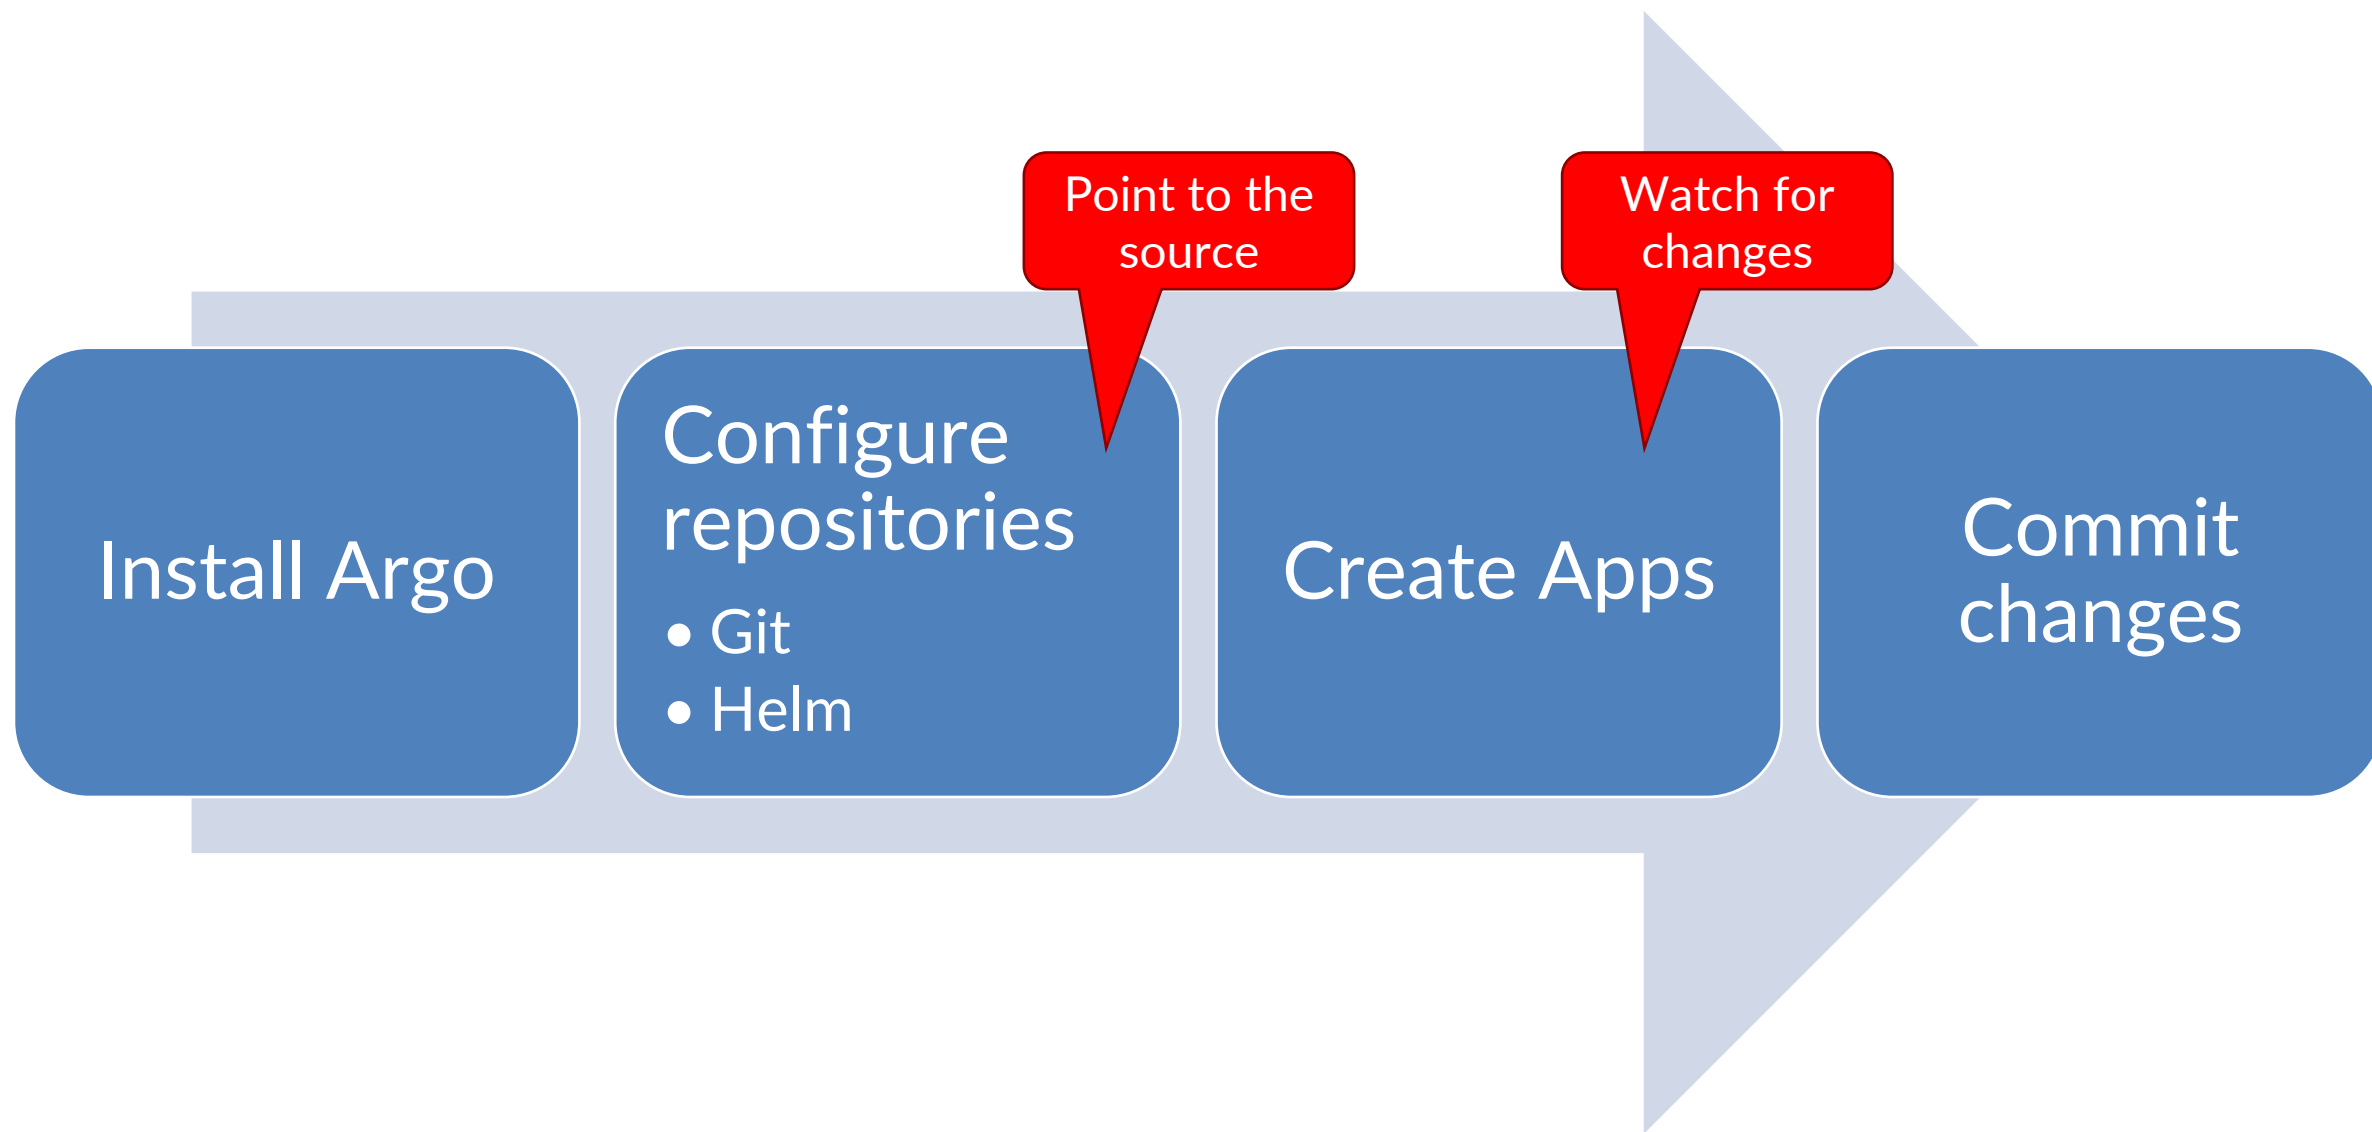 Point to the
source
Watch for
changes
Install Argo
Configure
repositories
• Git
• Helm
Create Apps
Commit
changes